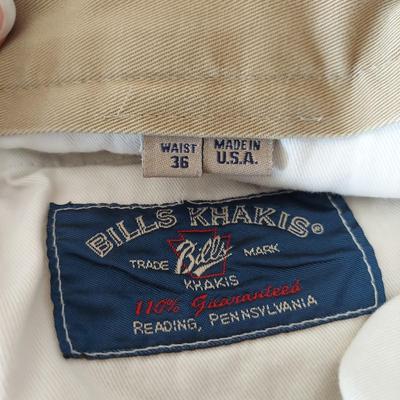 WAIST
36
MADE IN
U.S.A.
BILLS KHAKIS®
TRADE Bills MARK
KHAKIS
110% Guaranteed
READING, PENNSYLVANIA